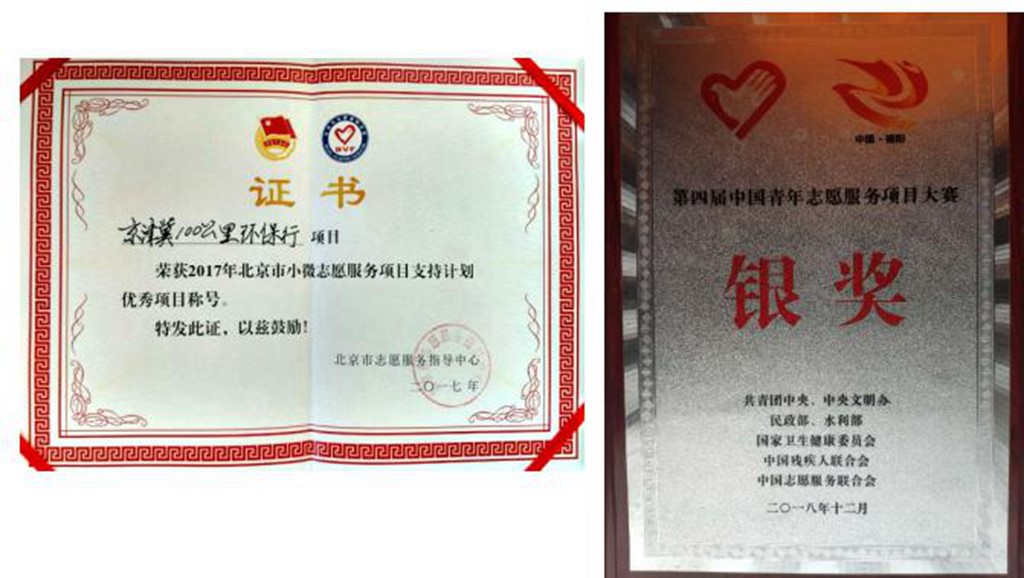 证书
京津冀100公里环保行 项目
荣获2017年北京市小微志愿服务项目支持计划
优秀项目称号。
特发此证，以兹鼓励！
北京市志愿服务指导中心
二〇一七年
中国·德阳
第四届中国青年志愿服务项目大赛
银奖
共青团中央、中央文明办
民政部、水利部
国家卫生健康委员会
中国残疾人联合会
中国志愿服务联合会
二〇一八年十二月